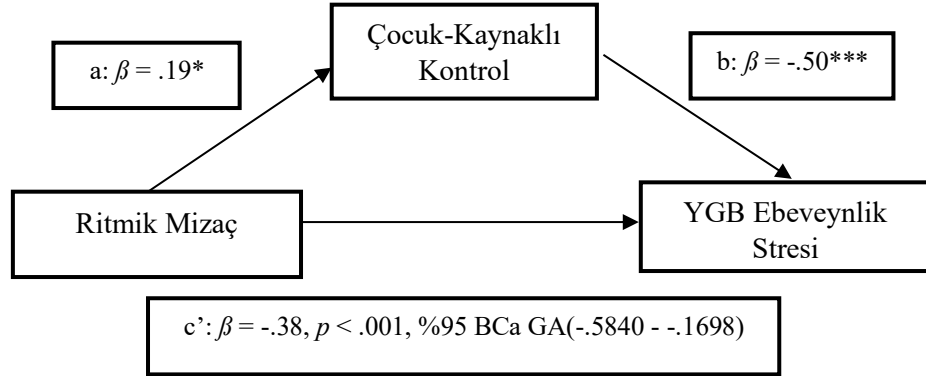 Çocuk-Kaynaklı
Kontrol
a: β = .19*
b: β = -.50***
Ritmik Mizaç
YGB Ebeveynlik
Stresi
c’: β = -.38, p < .001, %95 BCa GA(-.5840 - -.1698)